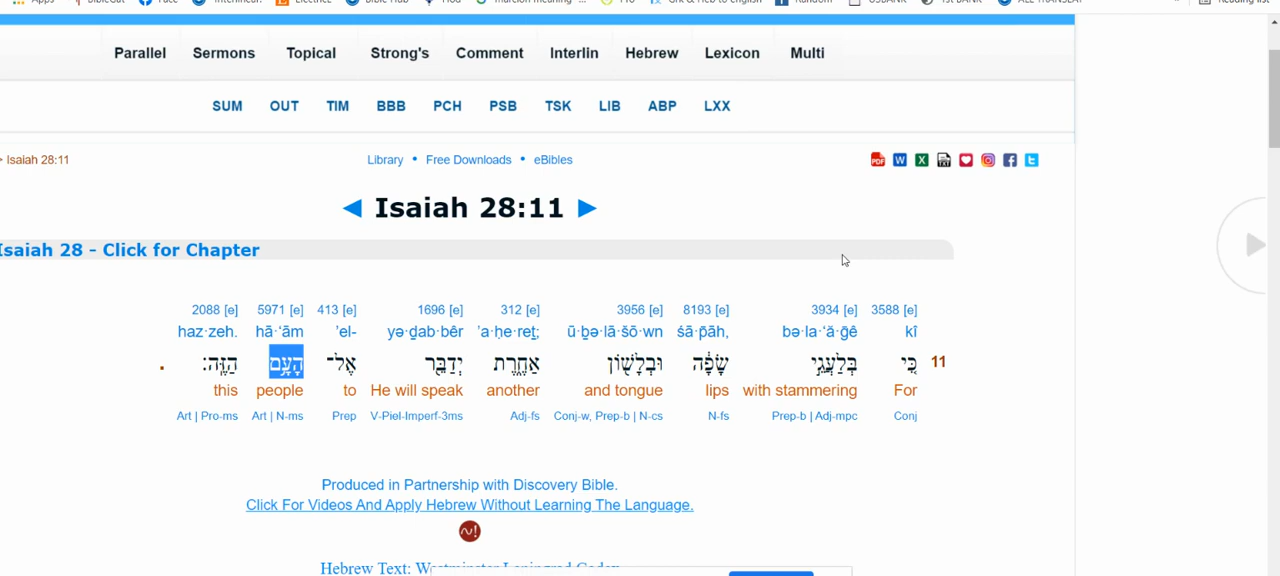 Parallel Sermons Topical Strong's Comment Interlin Hebrew Lexicon Multi
SUM OUT TIM BBB PCH PSB TSK LIB ABP LXX
Isaiah 28:11 Library • Free Downloads • eBibles
◄ Isaiah 28:11 ►
Isaiah 28 - Click for Chapter
2088 [e] 5971 [e] 413 [e] 1696 [e] 312 [e] 3956 [e] 8193 [e] 3934 [e] 3588 [e]
haz·zeh. hā·‘ām ’el- yə·ḏab·bêr ’a·ḥe·reṯ; ū·ḇə·lā·šō·wn śā·p̄āh, bə·la·‘ă·ḡê kî
11 כִּ֚י בְּלַעֲגֵ֣י שָׂפָ֔ה וּבְלָשׁ֖וֹן אַחֶ֑רֶת יְדַבֵּ֖ר אֶל־ הָעָ֥ם הַזֶּֽה׃ .
this people to He will speak another and tongue lips with stammering For
Art | Pro-ms Art | N-ms Prep V-Piel-Imperf-3ms Adj-fs Conj-w, Prep-b | N-cs N-fs Prep-b | Adj-mpc Conj
Produced in Partnership with Discovery Bible.
Click For Videos And Apply Hebrew Without Learning The Language.
Hebrew Text: Westminster Leningrad Codex